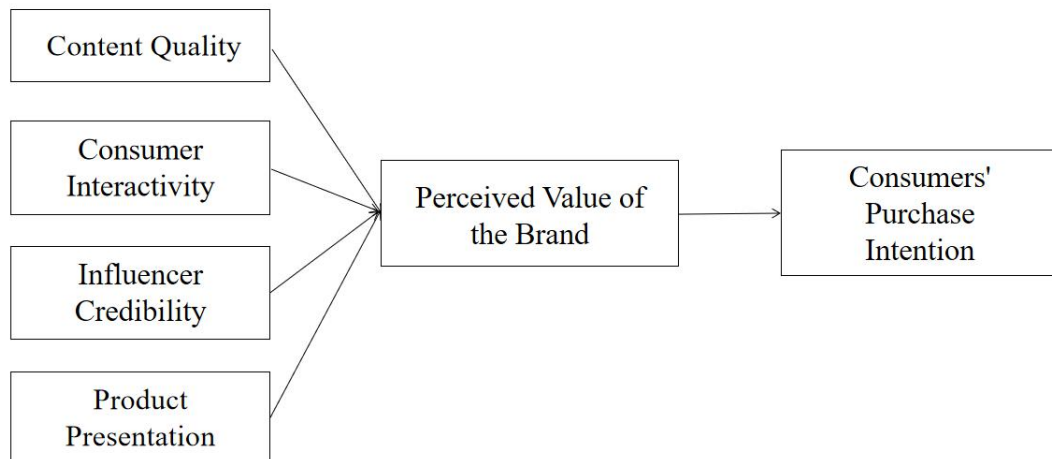 Content Quality
Consumer
Interactivity
Influencer
Credibility
Product
Presentation
Perceived Value of
the Brand
Consumers'
Purchase
Intention